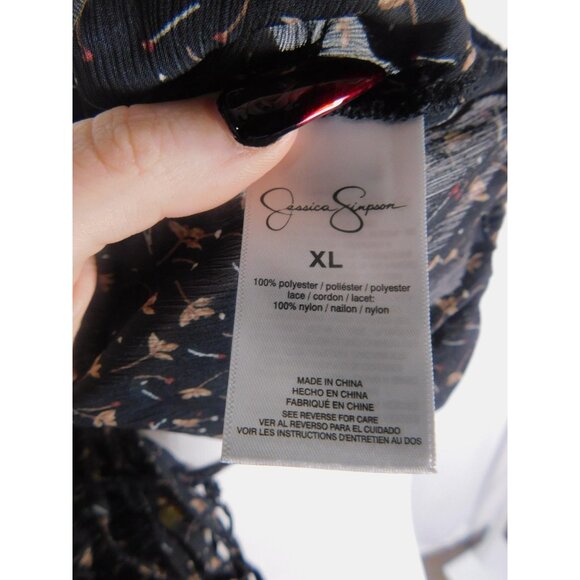 Jessica Simpson
XL
100% polyester / poliéster / polyester
lace / cordon / lacet:
100% nylon / nailon / nylon
MADE IN CHINA
HECHO EN CHINA
FABRIQUÉ EN CHINE
SEE REVERSE FOR CARE
VER AL REVERSO PARA EL CUIDADO
VOIR LES INSTRUCTIONS D'ENTRETIEN AU DOS